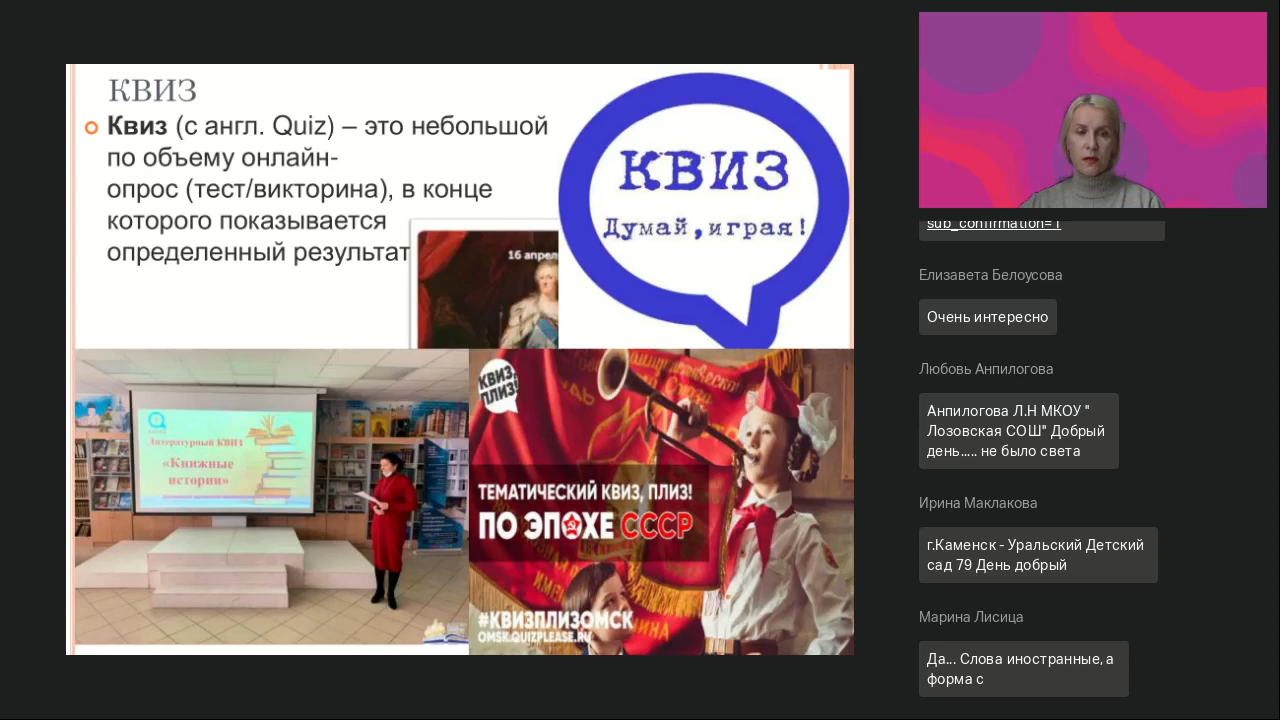 КВИЗ
Квиз (с англ. Quiz) – это небольшой
по объему онлайн-
опрос (тест/викторина), в конце
которого показывается
определенный результат
16 апрел
КВИЗ
Думай, играя!
Литературный КВИЗ
«Книжные
истории»
КВИЗ,
ПЛИЗ!
ТЕМАТИЧЕСКИЙ КВИЗ, ПЛИЗ!
ПО ЭПОХЕ СССР
#КВИЗПЛИЗОМСК
OMSK.QUIZPLEASE.RU
sub_confirmation=1
Елизавета Белоусова
Очень интересно
Любовь Анпилогова
Анпилогова Л.Н МКОУ "
Лозовская СОШ" Добрый
день..... не было света
Ирина Маклакова
г.Каменск - Уральский Детский
сад 79 День добрый
Марина Лисица
Да... Слова иностранные, а
форма с